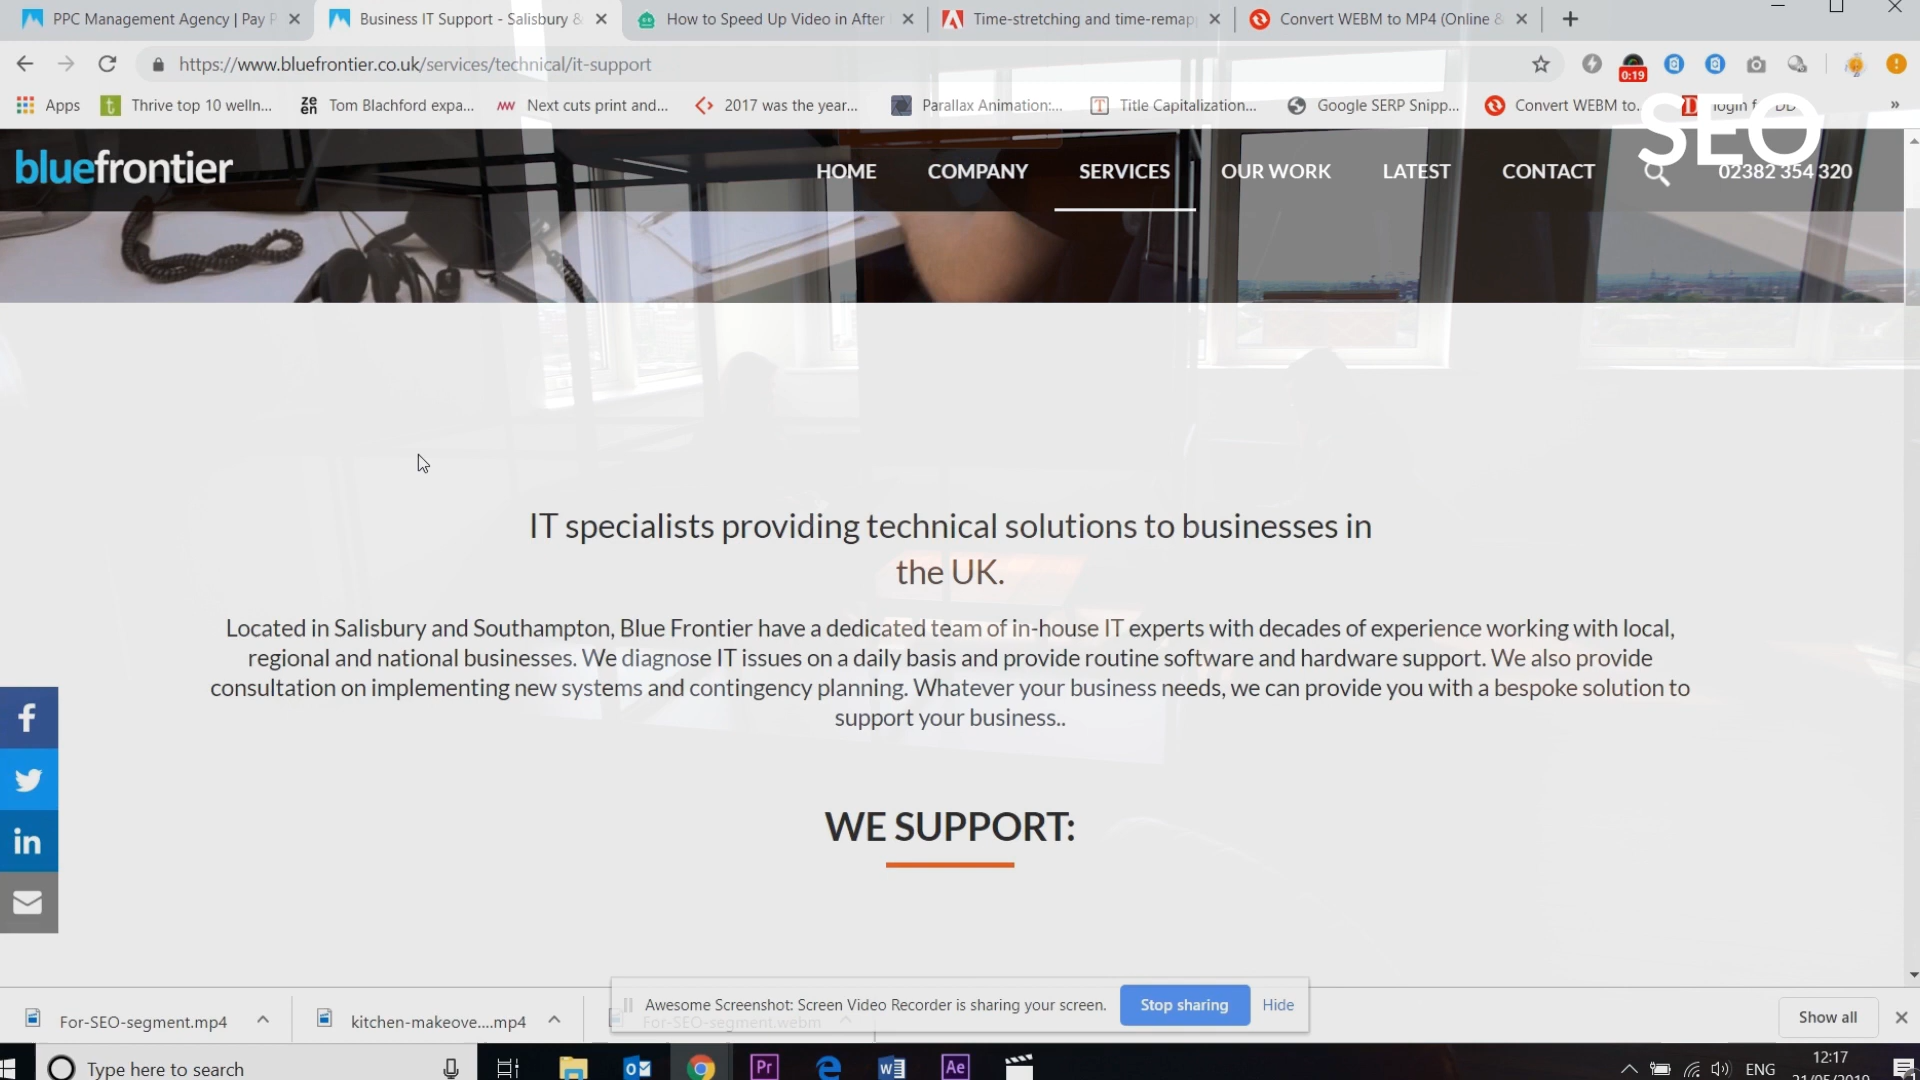 PPC Management Agency | Pay P
Business IT Support - Salisbury &
How to Speed Up Video in After
Time-stretching and time-remap
Convert WEBM to MP4 (Online &
https://www.bluefrontier.co.uk/services/technical/it-support
0:19
Apps
Thrive top 10 welln...
Tom Blachford expa...
Next cuts print and...
2017 was the year...
Parallax Animation:...
Title Capitalization...
Google SERP Snipp...
Convert WEBM to...
login f DD
SEO
bluefrontier
HOME
COMPANY
SERVICES
OUR WORK
LATEST
CONTACT
02382 354 320
IT specialists providing technical solutions to businesses in
the UK.
Located in Salisbury and Southampton, Blue Frontier have a dedicated team of in-house IT experts with decades of experience working with local,
regional and national businesses. We diagnose IT issues on a daily basis and provide routine software and hardware support. We also provide
consultation on implementing new systems and contingency planning. Whatever your business needs, we can provide you with a bespoke solution to
support your business..
WE SUPPORT:
Awesome Screenshot: Screen Video Recorder is sharing your screen.
Stop sharing
Hide
For-SEO-segment.mp4
kitchen-makeove....mp4
For-SEO-segment.webm
Show all
Type here to search
ENG
12:17
21/05/2019